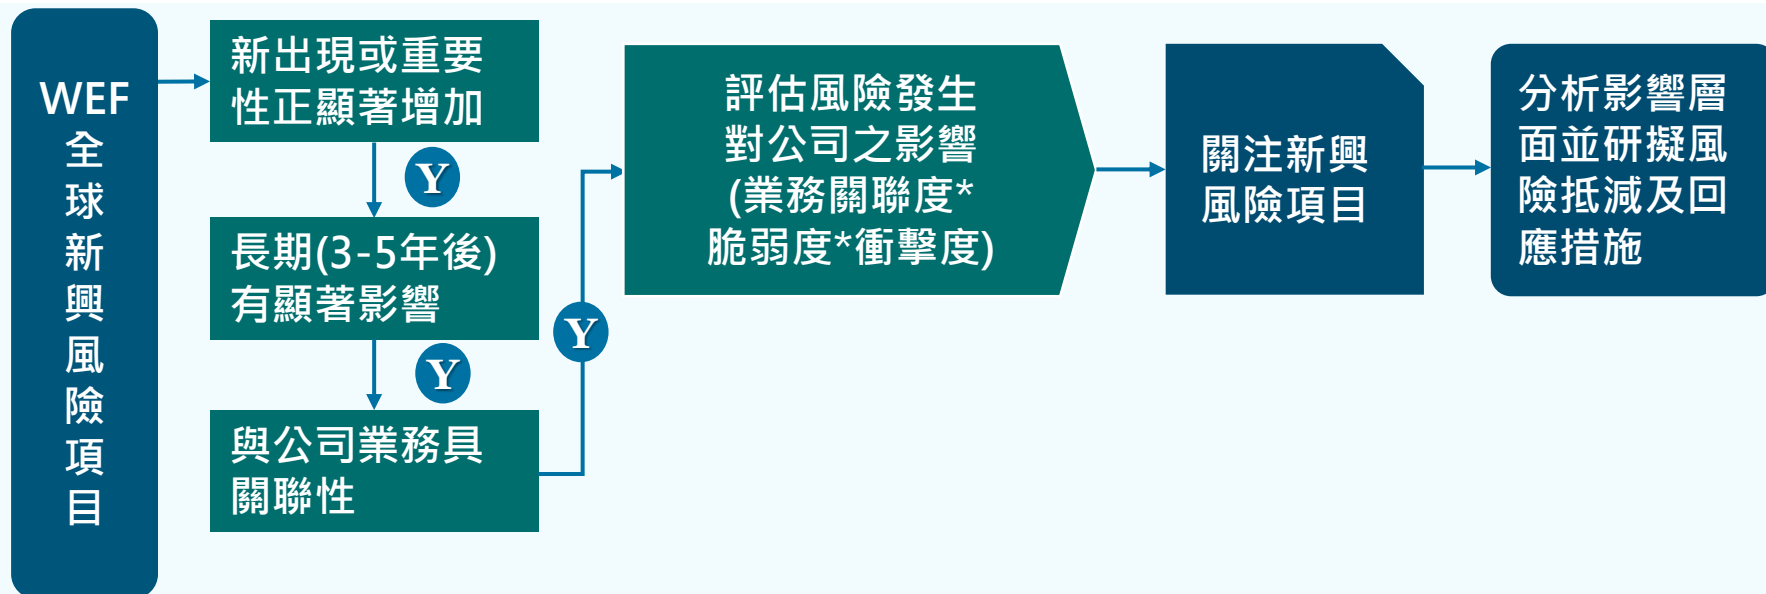 WEF
全
球
新
興
風
險
項
目
新出現或重要
性正顯著增加
Y
長期(3-5年後)
有顯著影響
Y
與公司業務具
關聯性
Y
評估風險發生
對公司之影響
(業務關聯度*
脆弱度*衝擊度)
關注新興
風險項目
分析影響層
面並研擬風
險抵減及回
應措施